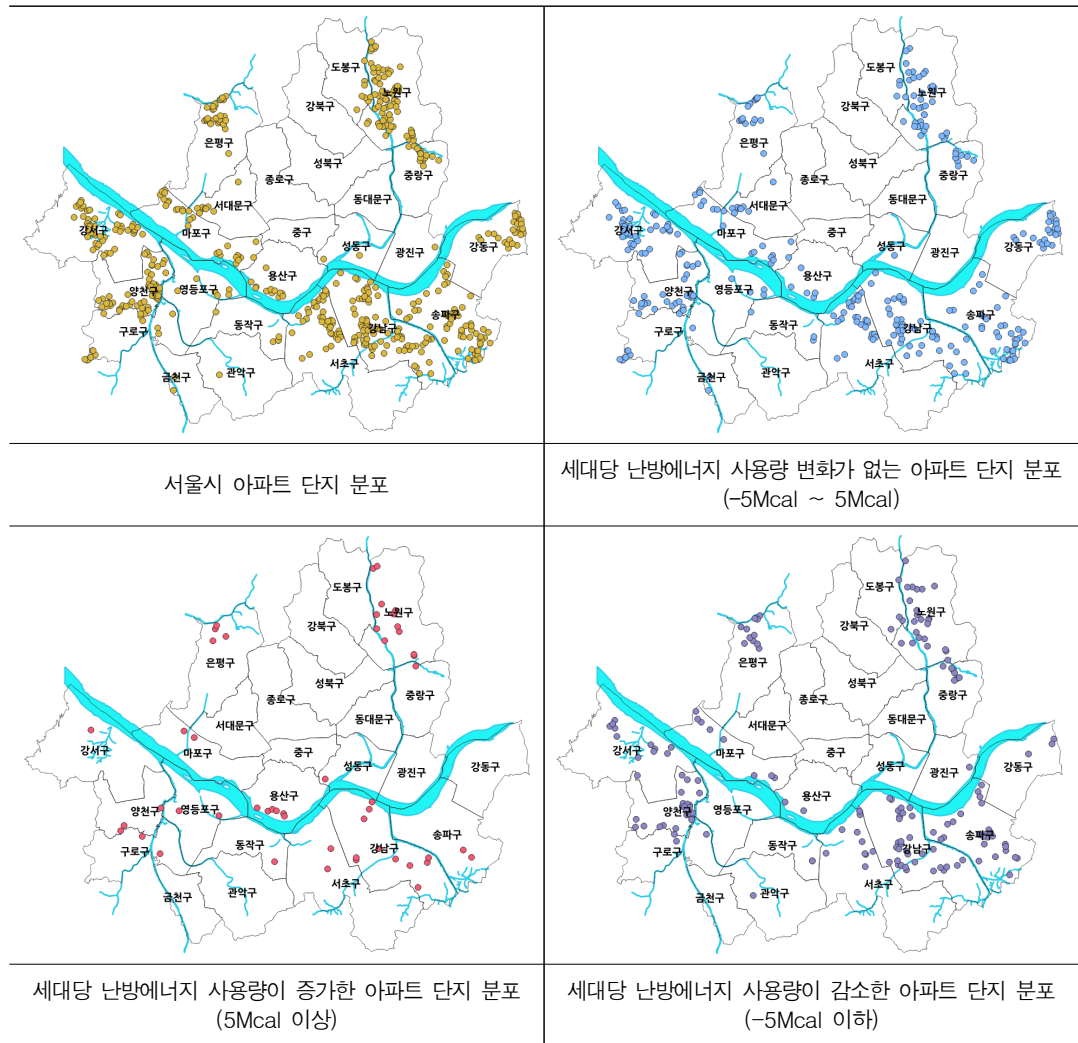 도봉구
노원구
강북구
은평구
성북구
중랑구
종로구
서대문구
동대문구
강서구
마포구
중구
성동구
광진구
강동구
용산구
양천구
영등포구
송파구
동작구
강남구
구로구
서초구
관악구
금천구
도봉구
노원구
강북구
은평구
성북구
중랑구
종로구
서대문구
동대문구
강서구
마포구
중구
성동구
광진구
강동구
용산구
양천구
영등포구
송파구
동작구
강남구
구로구
서초구
관악구
금천구
서울시 아파트 단지 분포
세대당 난방에너지 사용량 변화가 없는 아파트 단지 분포
(-5Mcal ~ 5Mcal)
도봉구
노원구
강북구
은평구
성북구
중랑구
종로구
서대문구
동대문구
강서구
마포구
중구
성동구
광진구
강동구
용산구
양천구
영등포구
송파구
동작구
강남구
구로구
서초구
관악구
금천구
도봉구
노원구
강북구
은평구
성북구
중랑구
종로구
서대문구
동대문구
강서구
마포구
중구
성동구
광진구
강동구
용산구
양천구
영등포구
송파구
동작구
강남구
구로구
서초구
관악구
금천구
세대당 난방에너지 사용량이 증가한 아파트 단지 분포
(5Mcal 이상)
세대당 난방에너지 사용량이 감소한 아파트 단지 분포
(-5Mcal 이하)